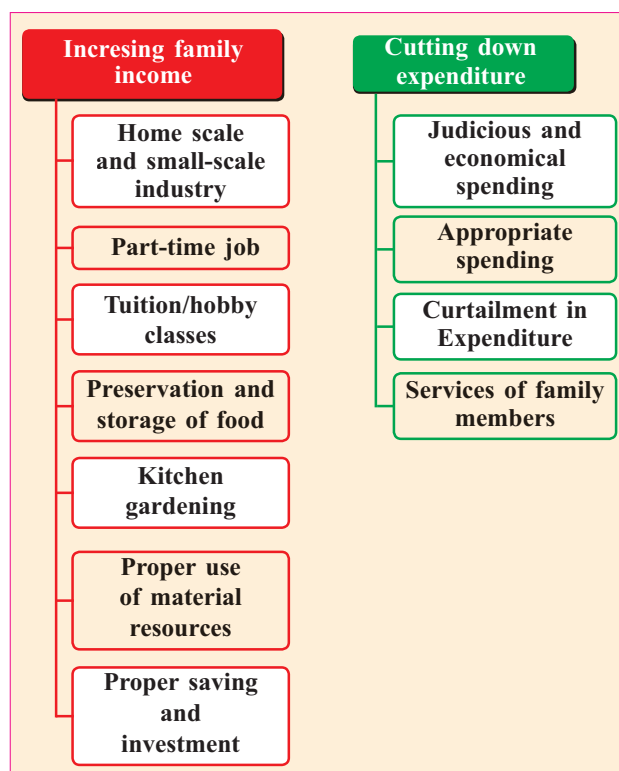 Incresing family
income
Home scale
and small-scale
industry
Part-time job
Tuition/hobby
classes
Preservation and
storage of food
Kitchen
gardening
Proper use
of material
resources
Proper saving
and
investment
Cutting down
expenditure
Judicious and
economical
spending
Appropriate
spending
Curtailment in
Expenditure
Services of family
members